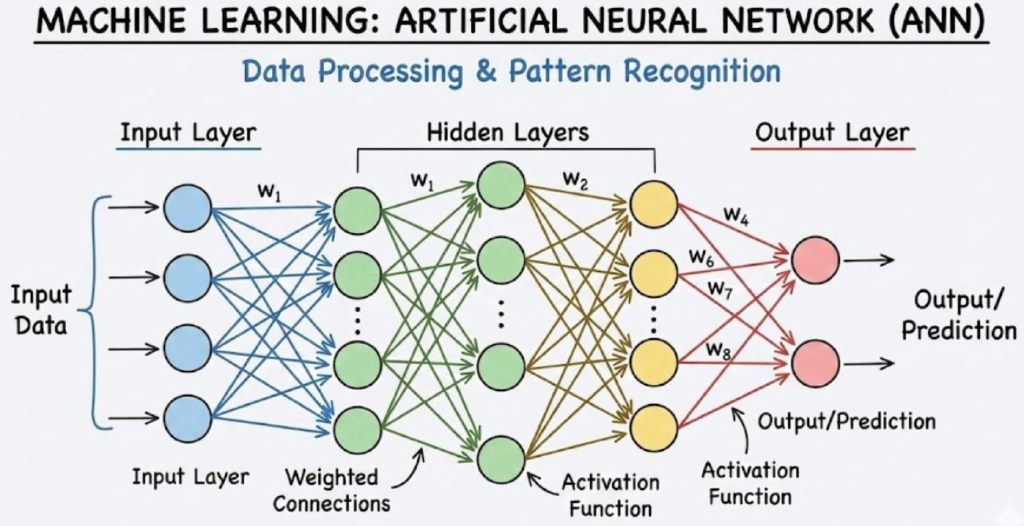 MACHINE LEARNING: ARTIFICIAL NEURAL NETWORK (ANN)
Data Processing & Pattern Recognition
Input Layer
Hidden Layers
Output Layer
W₁
W₁
W₂
W₄
W₆
W₇
W₈
Input
Data
Output/
Prediction
Input Layer
Weighted
Connections
Activation
Function
Activation
Function
Output/Prediction